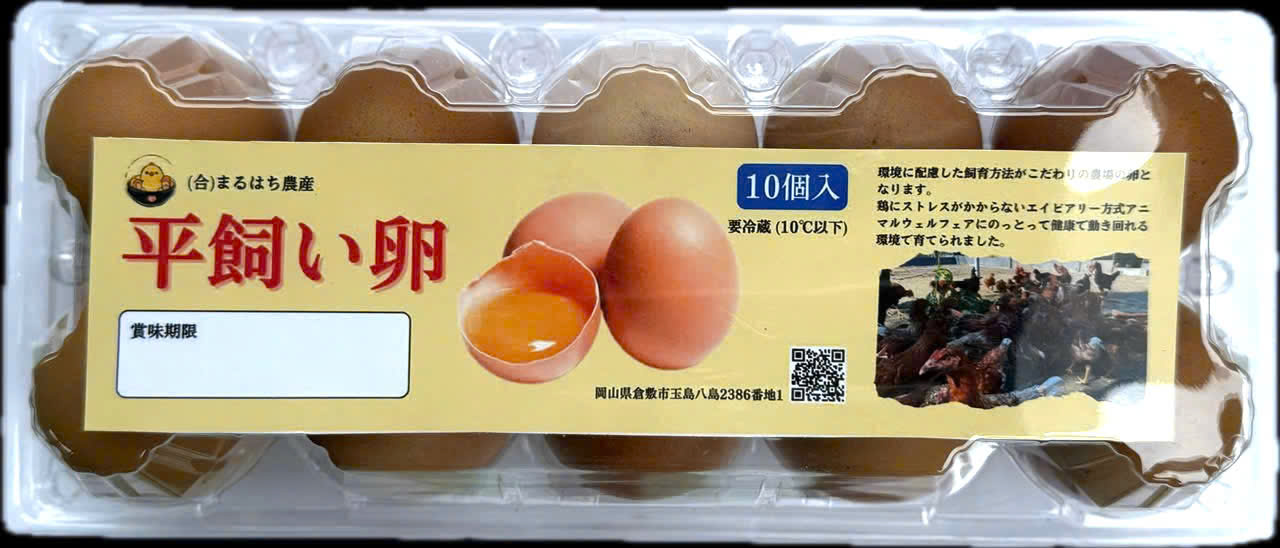 (合)まるはち農産
平飼い卵
賞味期限
10個入
要冷蔵 (10℃以下)
岡山県倉敷市玉島八島2386番地1
環境に配慮した飼育方法がこだわりの農場の卵と
なります。
鶏にストレスがかからないエイビアリー方式アニ
マルウェルフェアにのっとって健康で動き回れる
環境で育てられました。